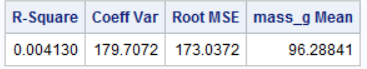 R-Square Coeff Var Root MSE mass_g Mean
0.004130 179.7072 173.0372 96.28841